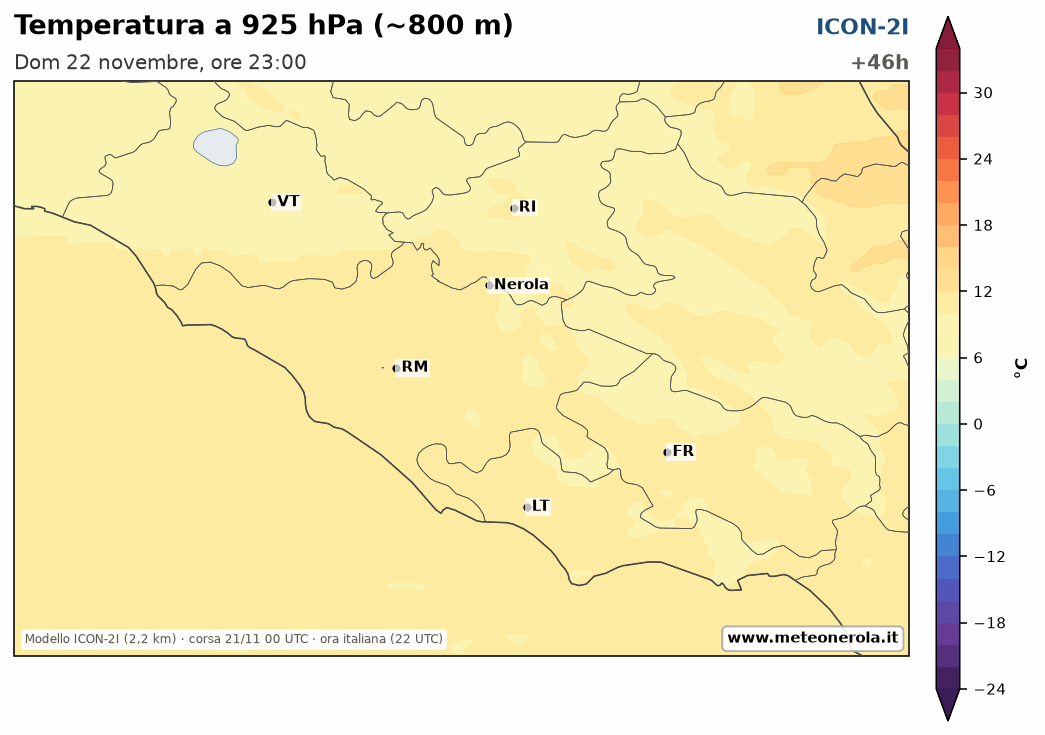 Temperatura a 925 hPa (~800 m)
ICON-2I
Dom 22 novembre, ore 23:00
+46h
VT
RI
Nerola
RM
FR
LT
Modello ICON-2I (2,2 km) · corsa 21/11 00 UTC · ora italiana (22 UTC)
www.meteonerola.it
30
24
18
12
6
0
−6
−12
−18
−24
°C